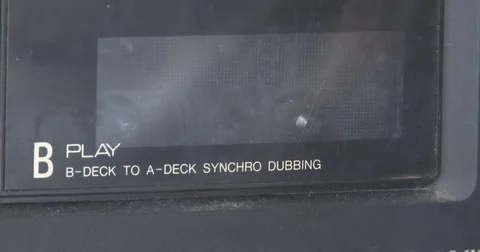 B PLAY
B-DECK TO A-DECK SYNCHRO DUBBING